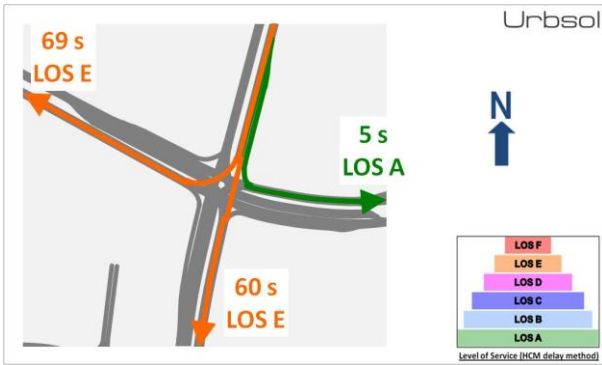 Urbsol
69 s
LOS E
5 s
LOS A
N
60 s
LOS E
LOS F
LOS E
LOS D
LOS C
LOS B
LOS A
Level of Service (HCM delay method)